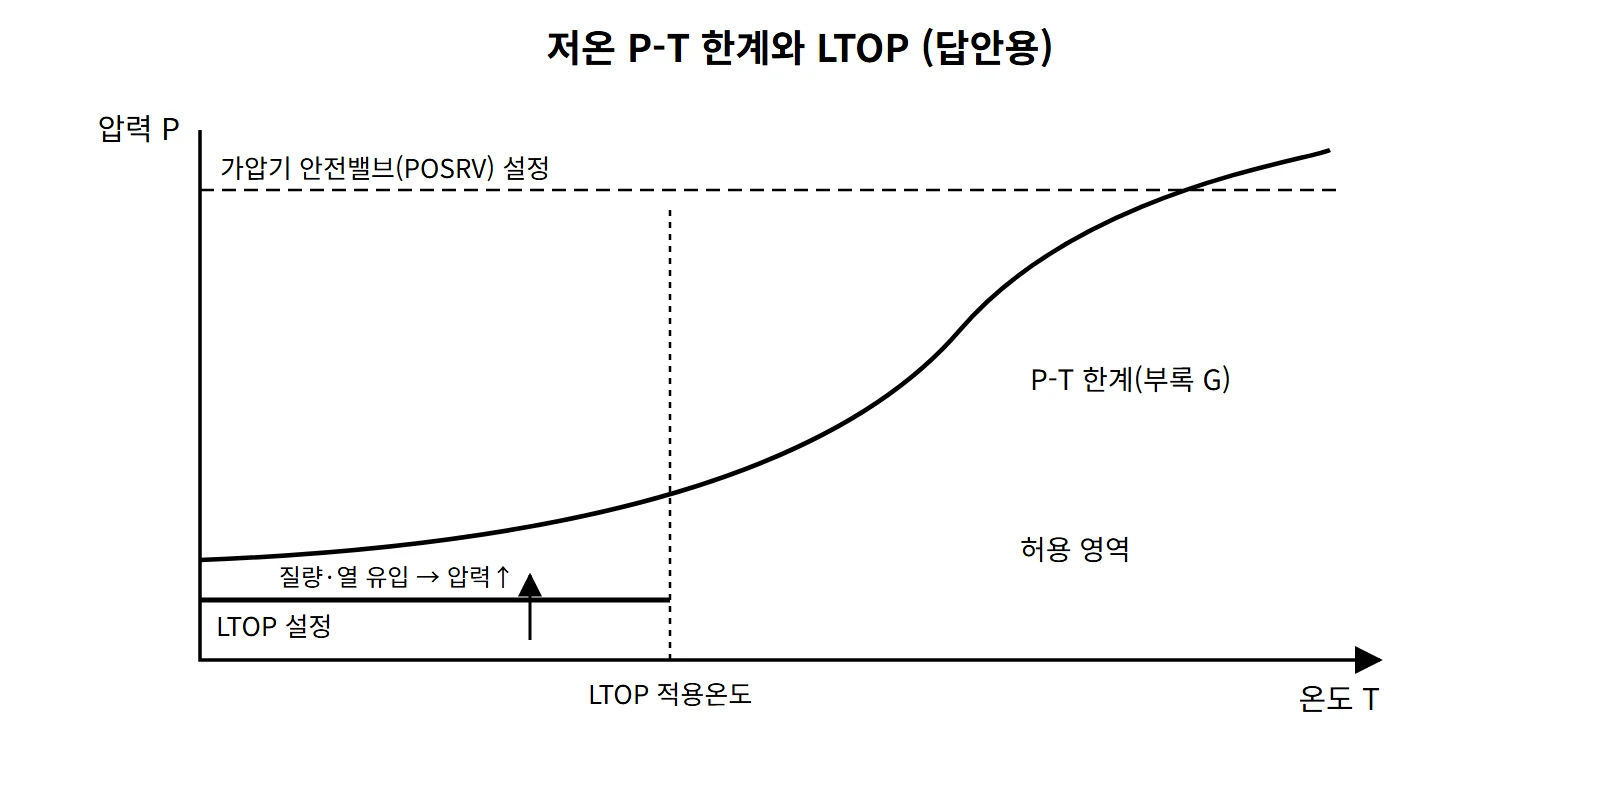 저온 P-T 한계와 LTOP (답안용)
압력 P
가압기 안전밸브(POSRV) 설정
P-T 한계(부록 G)
허용 영역
질량·열 유입 → 압력↑
LTOP 설정
LTOP 적용온도
온도 T